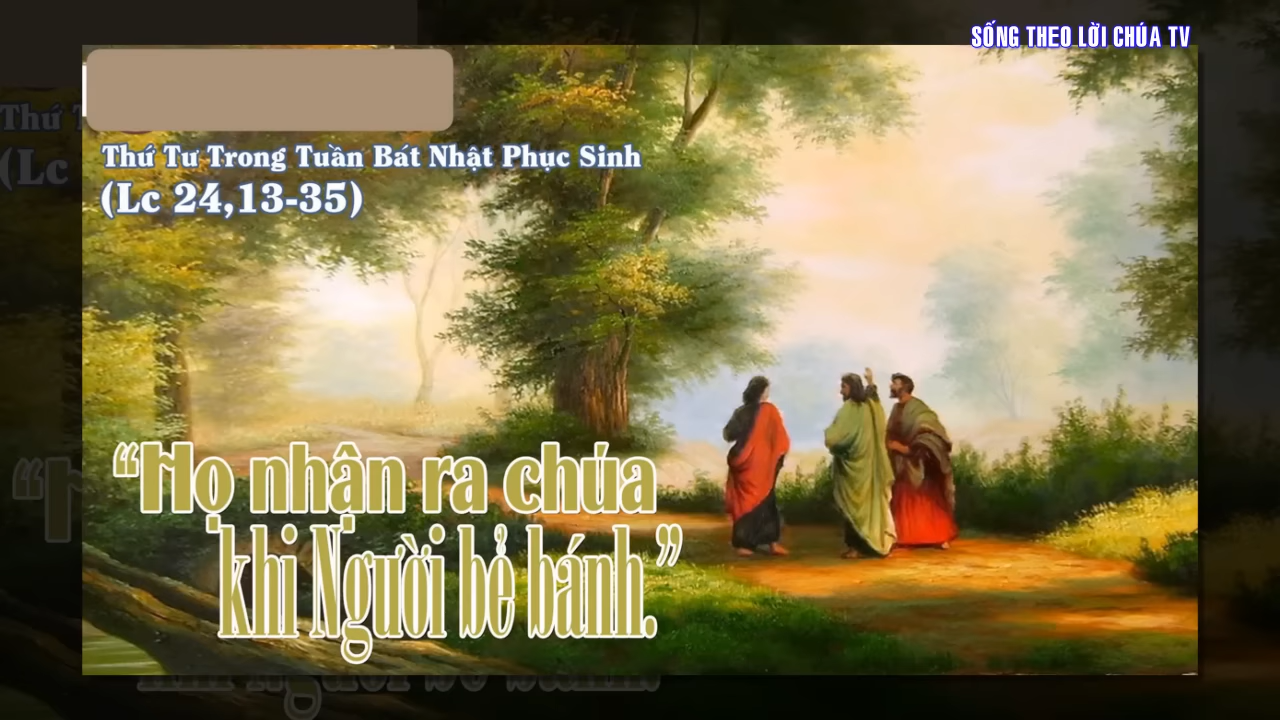 SỐNG THEO LỜI CHÚA TV
Thứ Tư Trong Tuần Bát Nhật Phục Sinh
(Lc 24,13-35)
“Họ nhận ra chúa
khi Người bẻ bánh.”